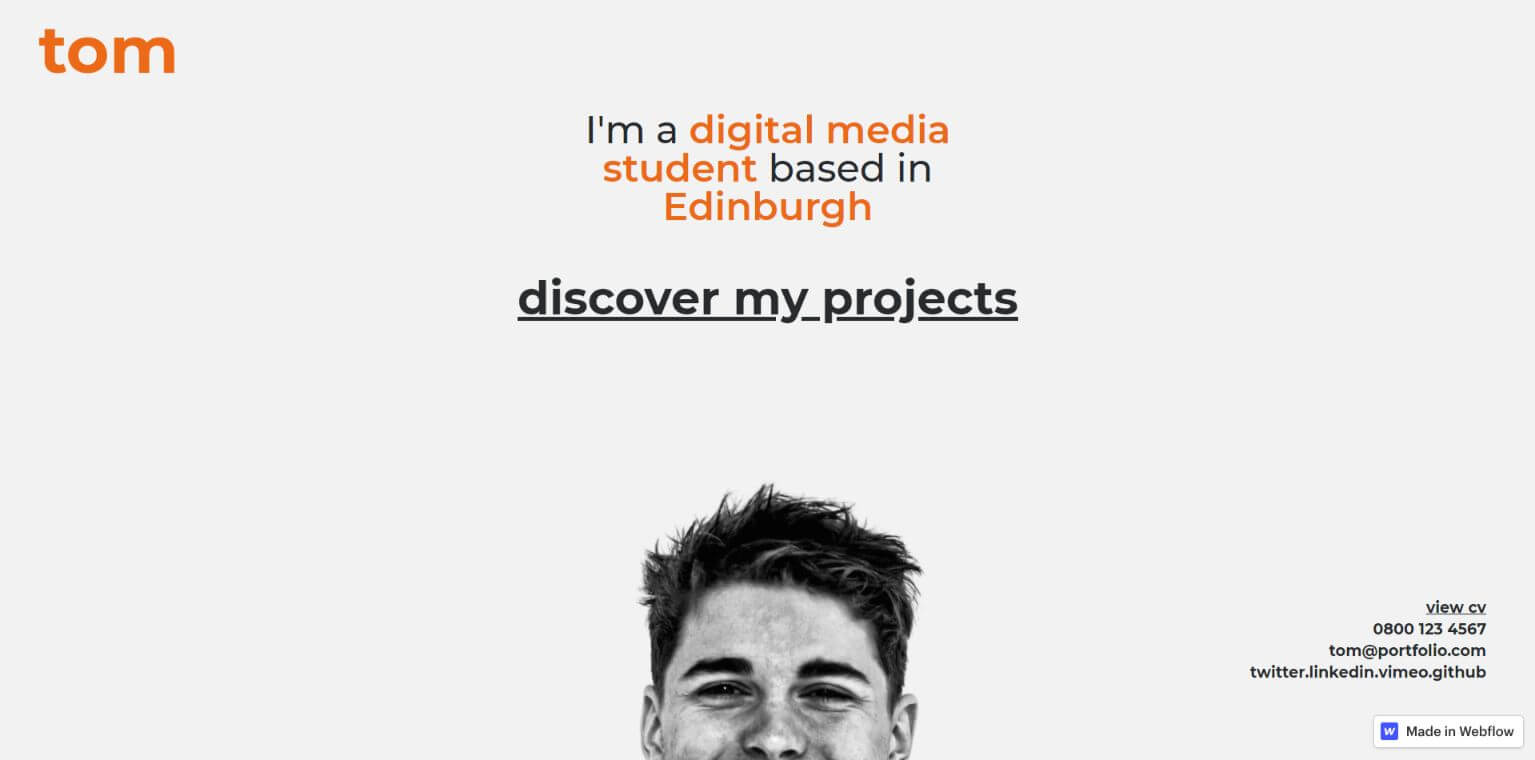 tom
I'm a digital media
student based in
Edinburgh
discover my projects
view cv
0800 123 4567
tom@portfolio.com
twitter.linkedin.vimeo.github
Made in Webflow